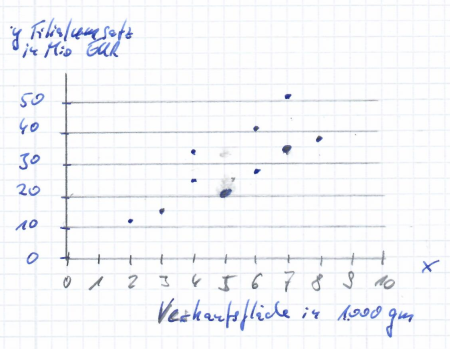 y Filialumsatz
in Mio EUR
50
40
30
20
10
0
0 1 2 3 4 5 6 7 8 9 10 x
Verkaufsfläche in 1.000 qm